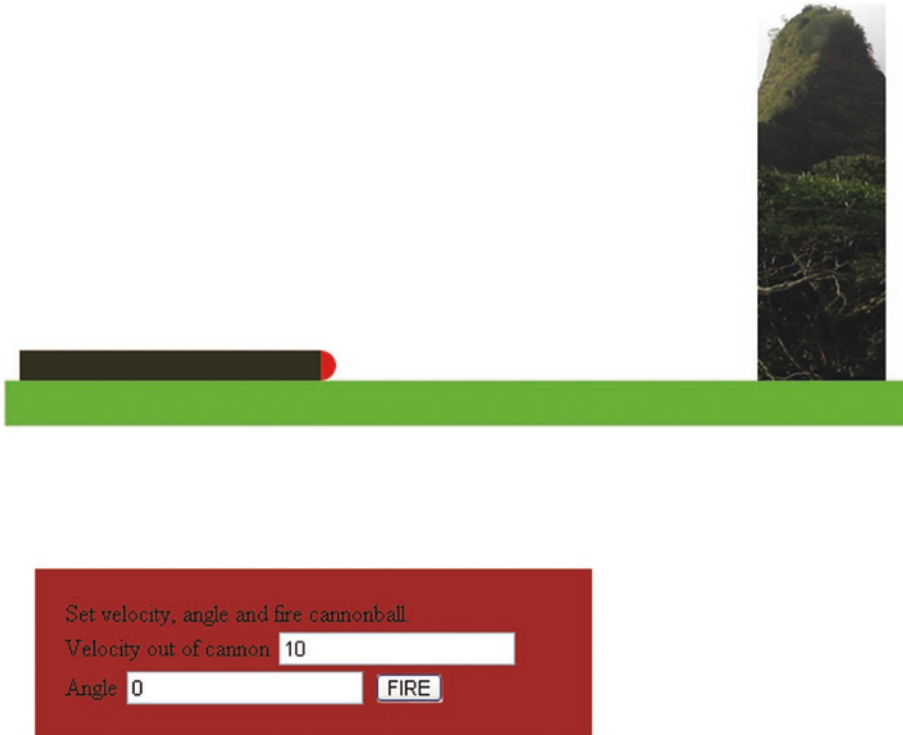 Set velocity, angle and fire cannonball.
Velocity out of cannon 10
Angle 0 FIRE